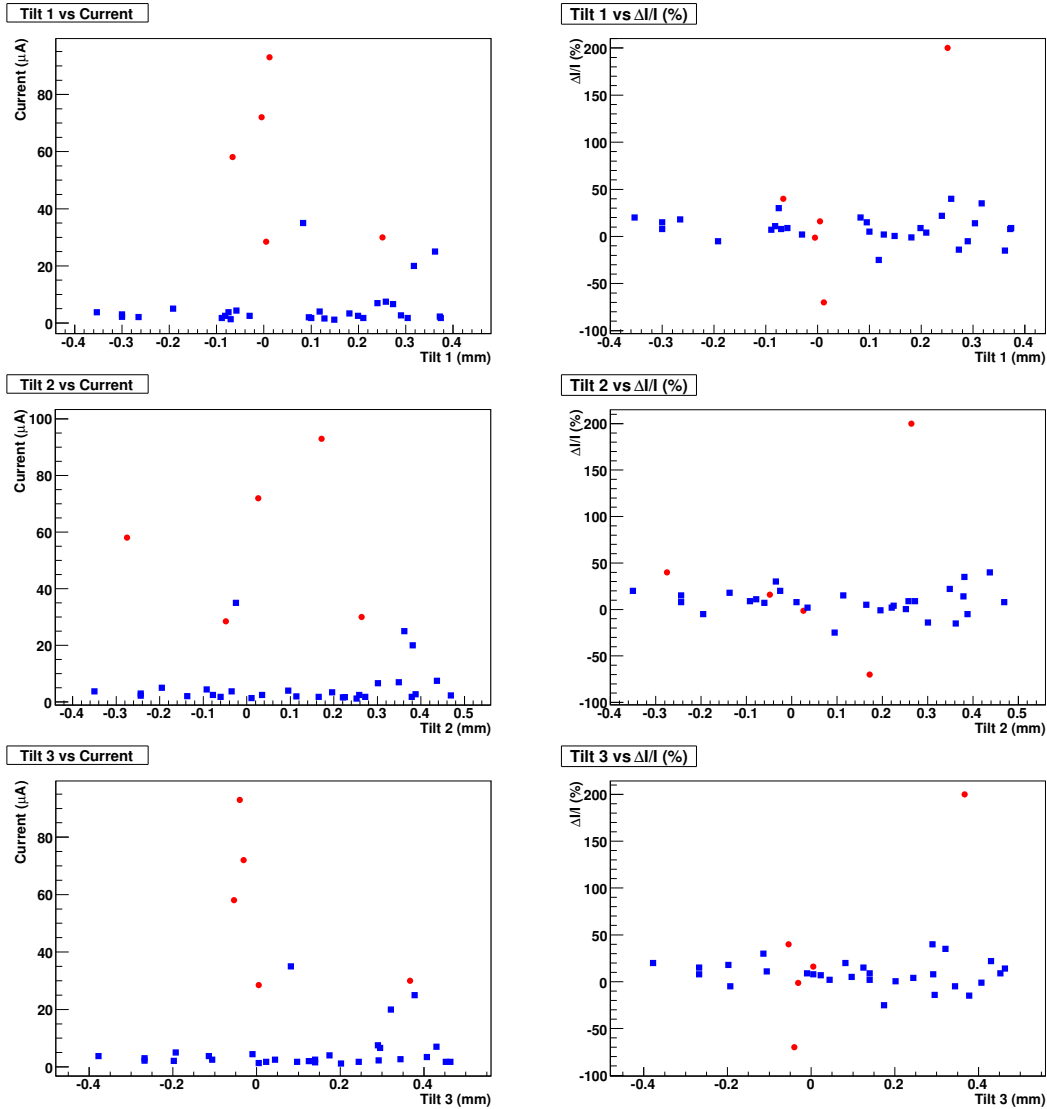 Tilt 1 vs Current
Current (μA)
80
60
40
20
0
-0.4 -0.3 -0.2 -0.1 -0 0.1 0.2 0.3 0.4
Tilt 1 (mm)
Tilt 1 vs ΔI/I (%)
ΔI/I (%)
200
150
100
50
0
-50
-100
-0.4 -0.3 -0.2 -0.1 -0 0.1 0.2 0.3 0.4
Tilt 1 (mm)
Tilt 2 vs Current
Current (μA)
100
80
60
40
20
0
-0.4 -0.3 -0.2 -0.1 0 0.1 0.2 0.3 0.4 0.5
Tilt 2 (mm)
Tilt 2 vs ΔI/I (%)
ΔI/I (%)
200
150
100
50
0
-50
-100
-0.4 -0.3 -0.2 -0.1 0 0.1 0.2 0.3 0.4 0.5
Tilt 2 (mm)
Tilt 3 vs Current
Current (μA)
80
60
40
20
0
-0.4 -0.2 0 0.2 0.4
Tilt 3 (mm)
Tilt 3 vs ΔI/I (%)
ΔI/I (%)
200
150
100
50
0
-50
-100
-0.4 -0.2 0 0.2 0.4
Tilt 3 (mm)